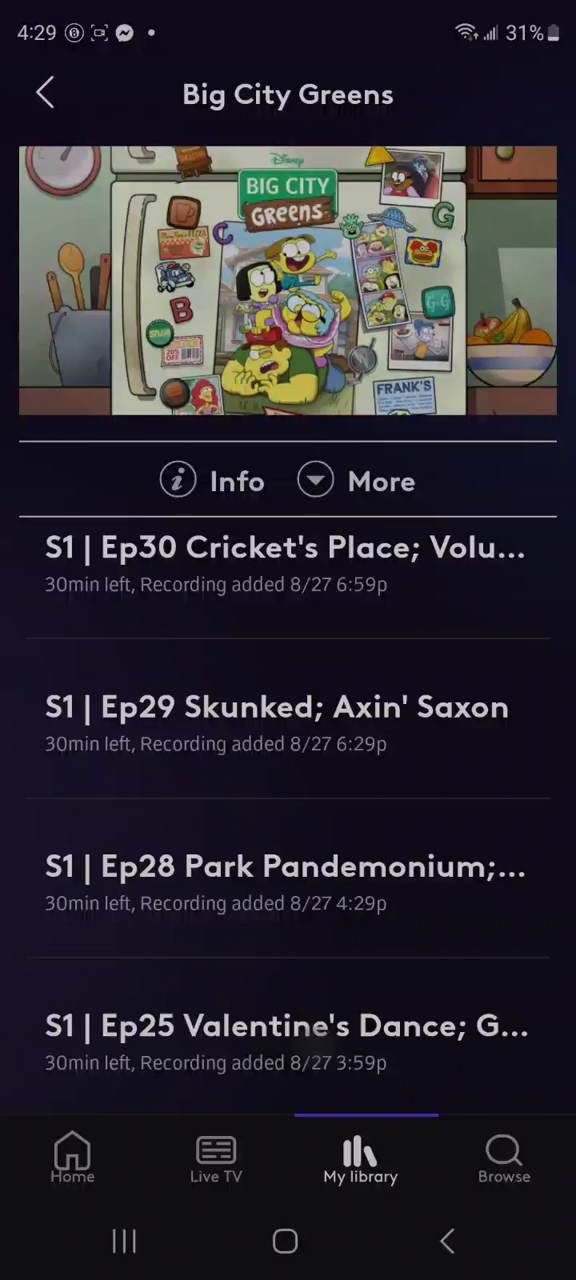 4:29
31%
Big City Greens
Disney
BIG CITY
GREENS
C
G
B
G-G
20%
OFF
FRANK'S
Info
More
S1 | Ep30 Cricket's Place; Volu...
30min left, Recording added 8/27 6:59p
S1 | Ep29 Skunked; Axin' Saxon
30min left, Recording added 8/27 6:29p
S1 | Ep28 Park Pandemonium;...
30min left, Recording added 8/27 4:29p
S1 | Ep25 Valentine's Dance; G...
30min left, Recording added 8/27 3:59p
Home
Live TV
My library
Browse